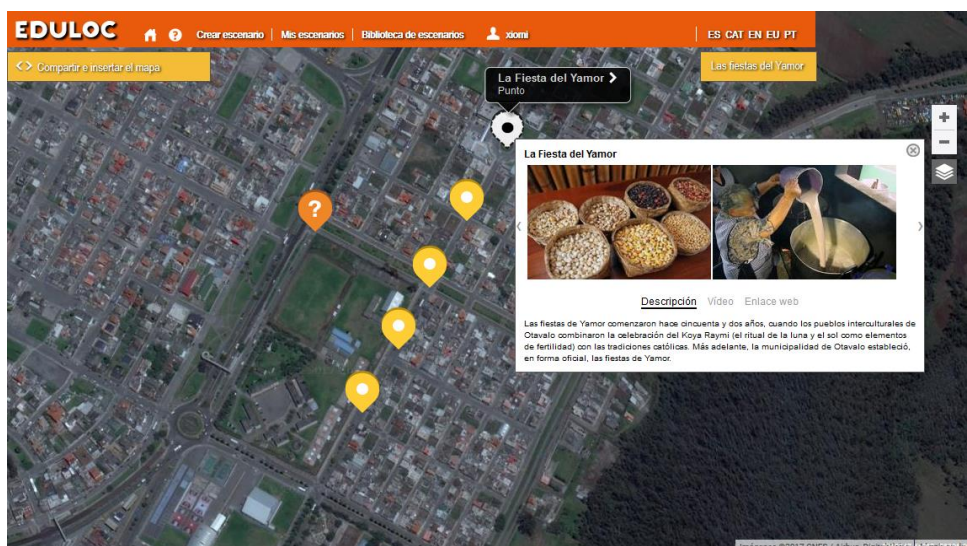 EDULOC
Crear escenario | Mis escenarios | Biblioteca de escenarios xiomi | ES CAT EN EU PT
<> Compartir e insertar el mapa
Las fiestas del Yamor
La Fiesta del Yamor >
Punto
+
−
La Fiesta del Yamor
?
Descripción Vídeo Enlace web
Las fiestas de Yamor comenzaron hace cincuenta y dos años, cuando los pueblos interculturales de
Otavalo combinaron la celebración del Koya Raymi (el ritual de la luna y el sol como elementos
de fertilidad) con las tradiciones católicas. Más adelante, la municipalidad de Otavalo estableció,
en forma oficial, las fiestas de Yamor.